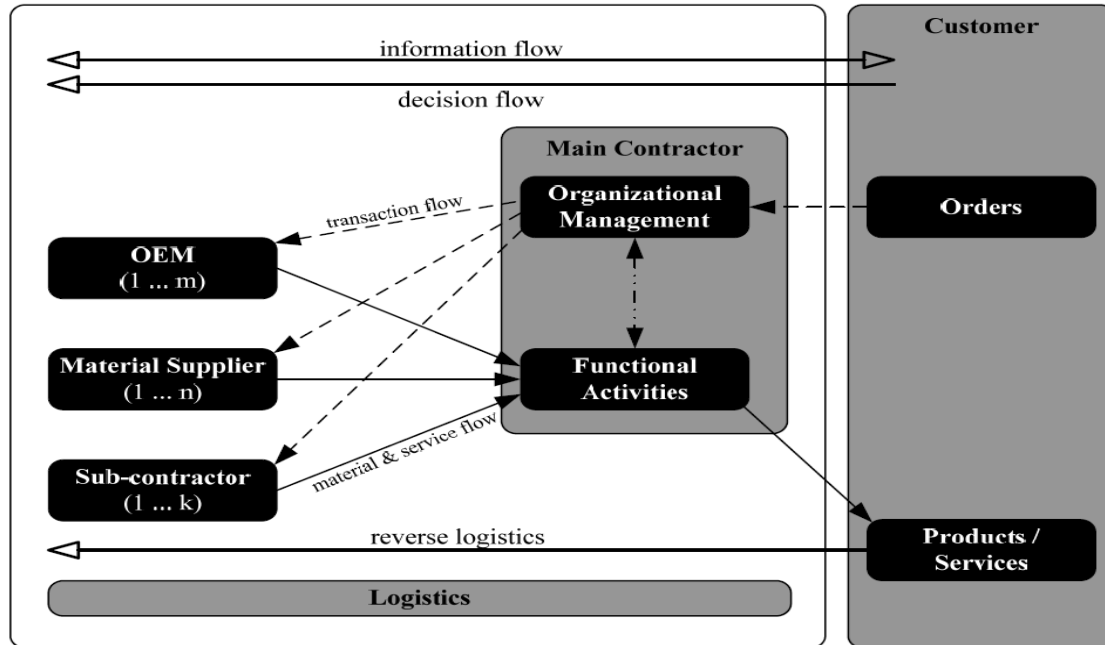 Customer
information flow
decision flow
Main Contractor
Organizational
Management
Orders
transaction flow
OEM
(1 ... m)
Material Supplier
(1 ... n)
Functional
Activities
Sub-contractor
(1 ... k)
material & service flow
reverse logistics
Products /
Services
Logistics